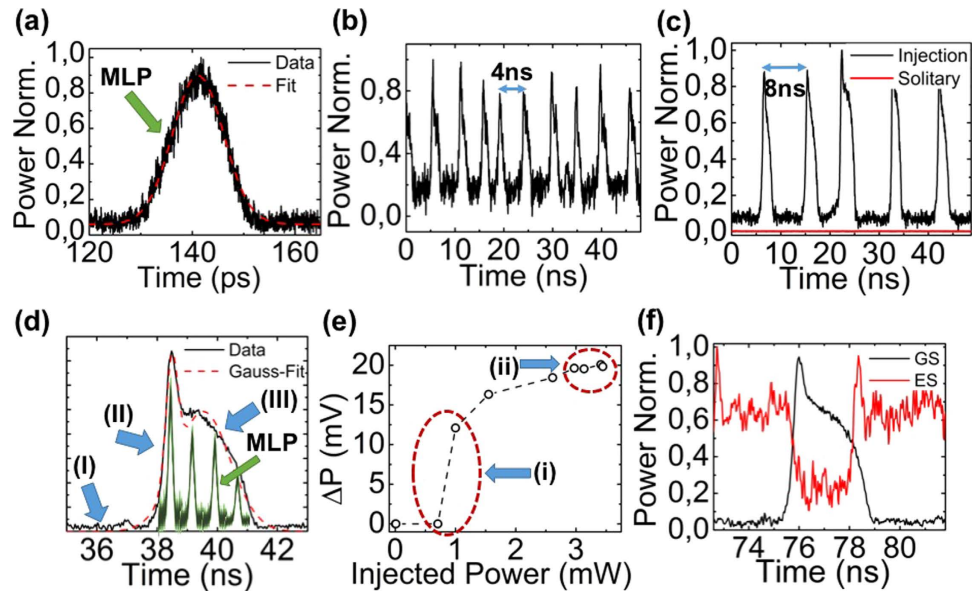 (a)
Power Norm.
1,0
0,8
0,6
0,4
0,2
0,0
MLP
Data
Fit
120 140 160
Time (ps)
(b)
Power Norm.
0,8
0,4
0,0
4ns
0 10 20 30 40
Time (ns)
(c)
Power Norm.
1,0
0,8
0,6
0,4
0,2
0,0
8ns
Injection
Solitary
0 10 20 30 40
Time (ns)
(d)
Data
Gauss-Fit
(II)
(III)
MLP
(I)
36 38 40 42
Time (ns)
(e)
ΔP (mV)
20
15
10
5
0
(ii)
(i)
0 1 2 3
Injected Power (mW)
(f)
Power Norm.
1,0
0,8
0,6
0,4
0,2
0,0
GS
ES
74 76 78 80
Time (ns)